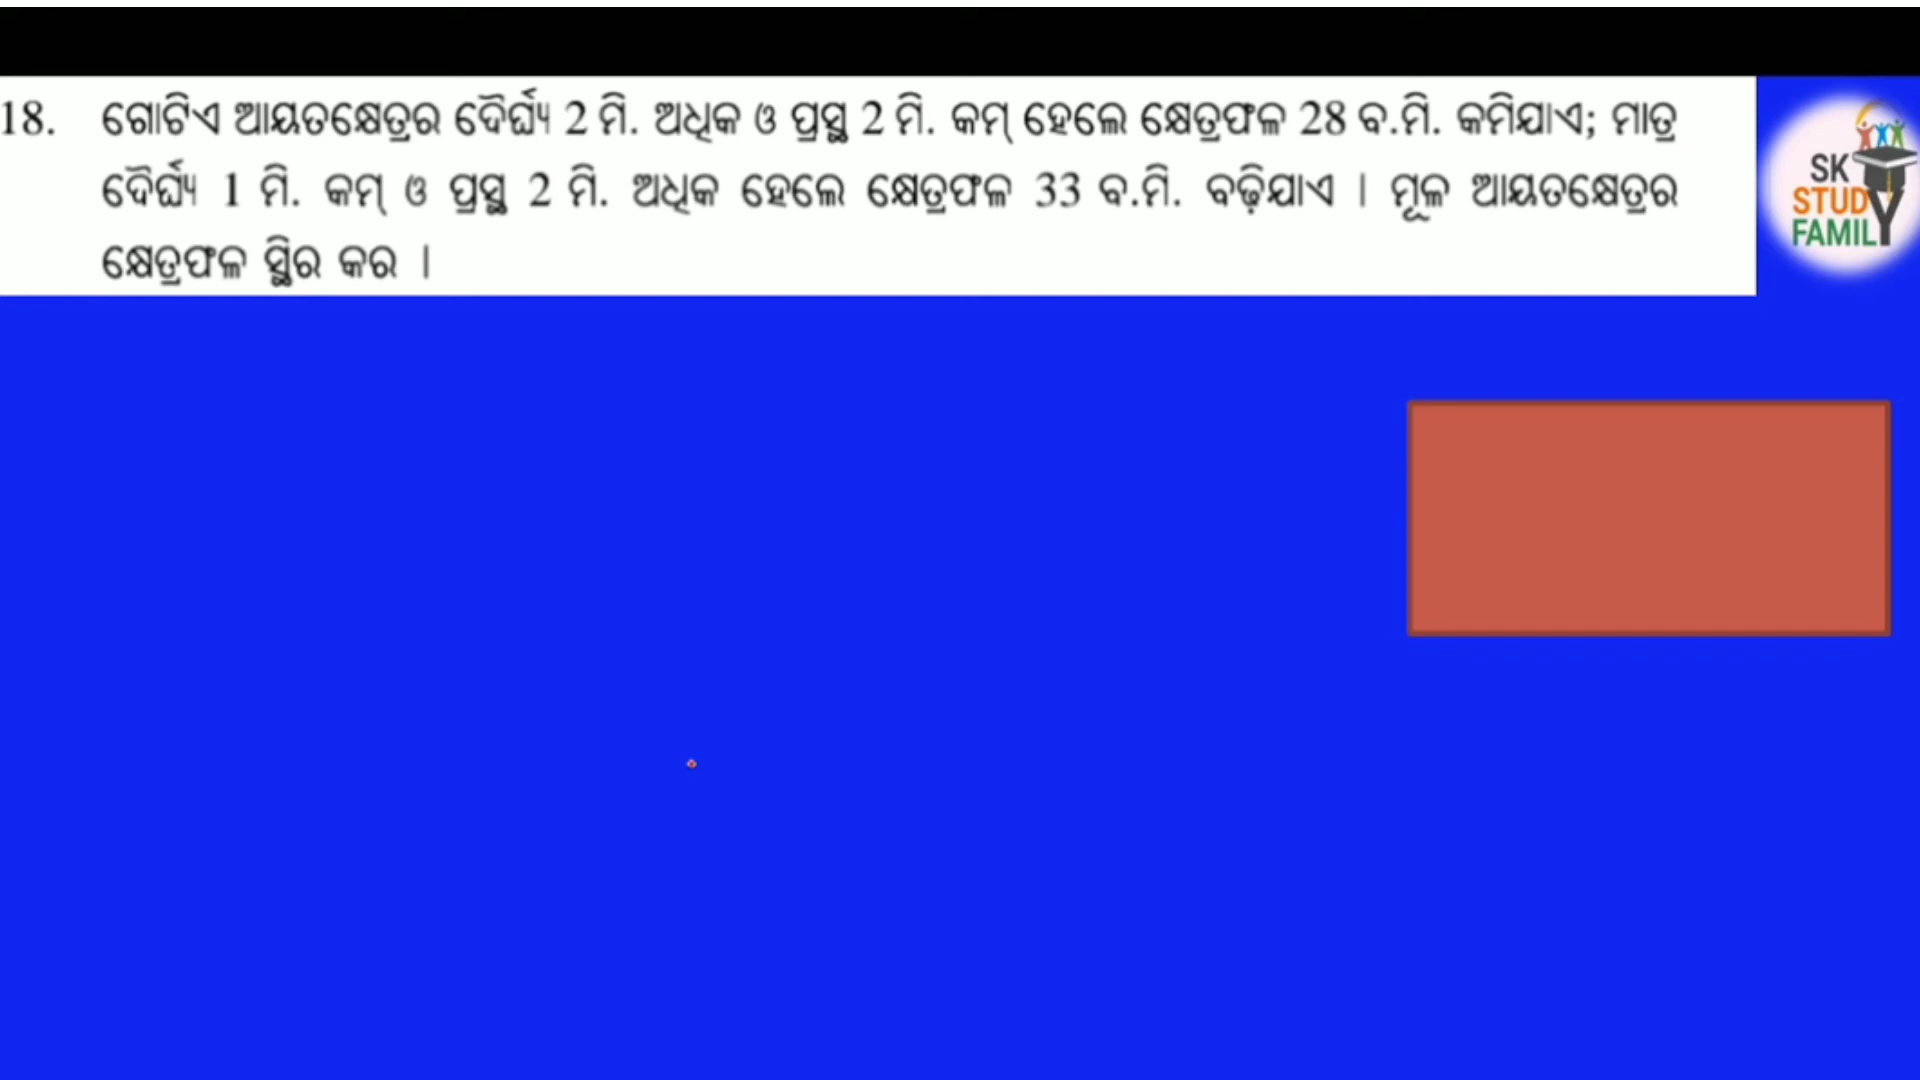 18. ଗୋଟିଏ ଆୟତକ୍ଷେତ୍ରର ଦୈର୍ଘ୍ୟ 2 ମି. ଅଧିକ ଓ ପ୍ରସ୍ଥ 2 ମି. କମ୍ ହେଲେ କ୍ଷେତ୍ରଫଳ 28 ବ.ମି. କମିଯାଏ; ମାତ୍ର
ଦୈର୍ଘ୍ୟ 1 ମି. କମ୍ ଓ ପ୍ରସ୍ଥ 2 ମି. ଅଧିକ ହେଲେ କ୍ଷେତ୍ରଫଳ 33 ବ.ମି. ବଢ଼ିଯାଏ । ମୂଳ ଆୟତକ୍ଷେତ୍ରର
କ୍ଷେତ୍ରଫଳ ସ୍ଥିର କର ।
SK
STUDY
FAMILY